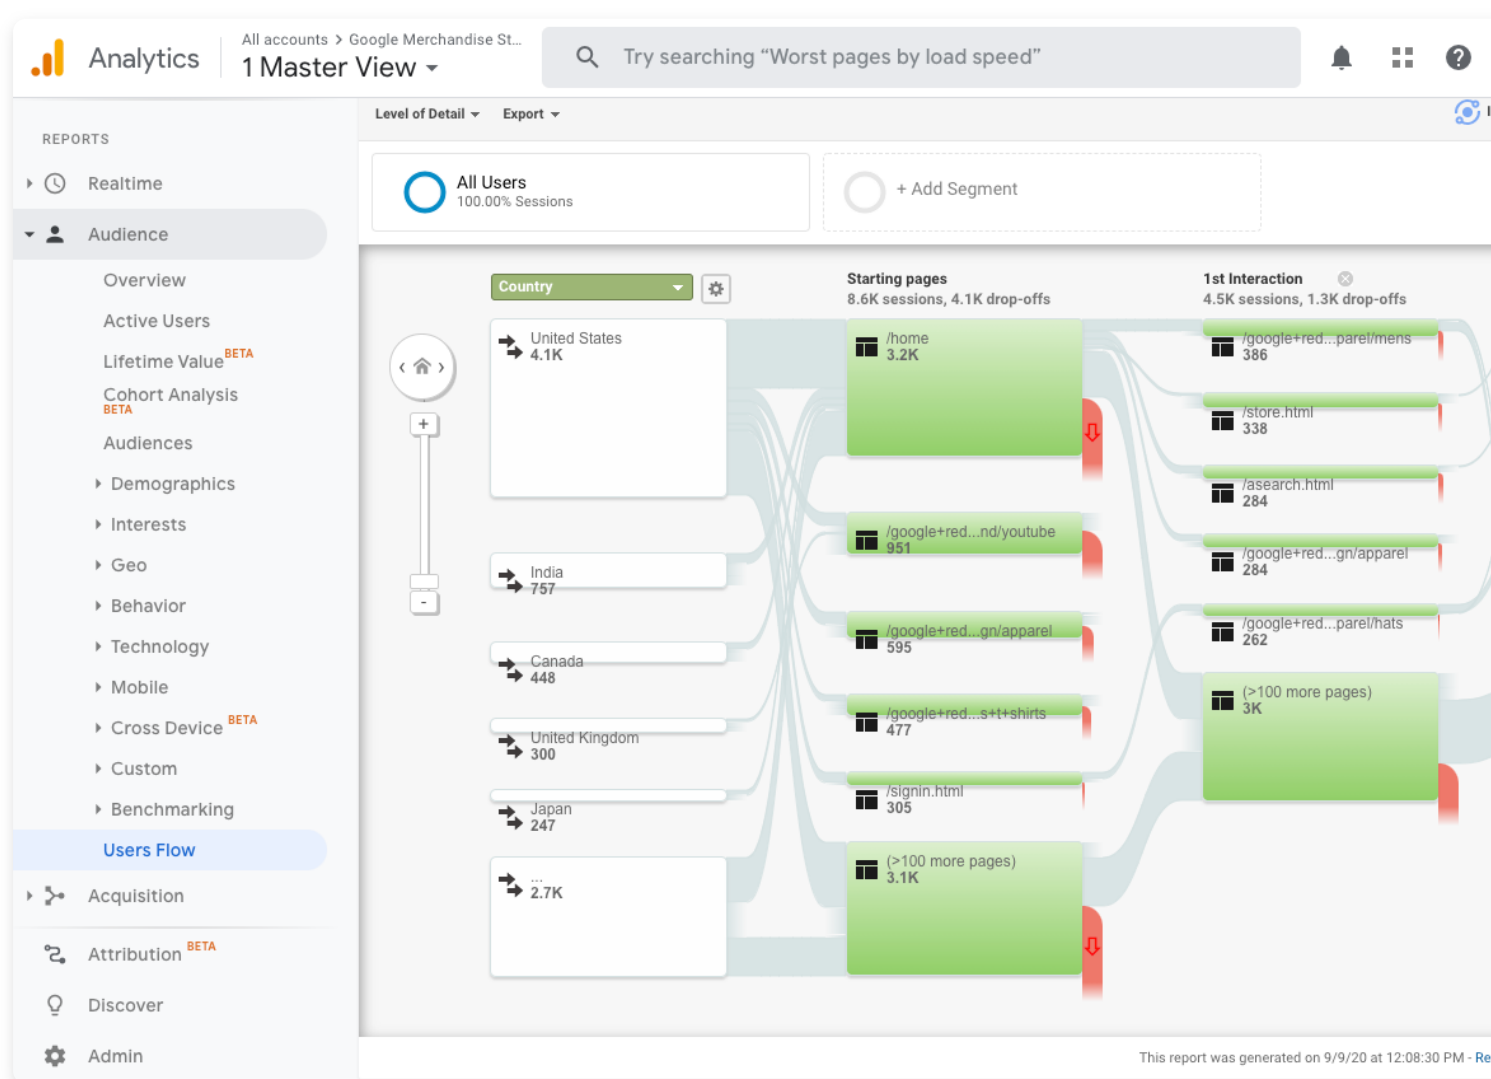 Analytics
All accounts > Google Merchandise St...
1 Master View
Try searching “Worst pages by load speed”
Level of Detail
Export
REPORTS
Realtime
Audience
Overview
Active Users
Lifetime Value BETA
Cohort Analysis
BETA
Audiences
Demographics
Interests
Geo
Behavior
Technology
Mobile
Cross Device BETA
Custom
Benchmarking
Users Flow
Acquisition
Attribution BETA
Discover
Admin
All Users
100.00% Sessions
+ Add Segment
Country
United States
4.1K
India
757
Canada
448
United Kingdom
300
Japan
247
...
2.7K
+
-
Starting pages
8.6K sessions, 4.1K drop-offs
/home
3.2K
/google+red...nd/youtube
951
/google+red...gn/apparel
595
/google+red...s+t+shirts
477
/signin.html
305
(>100 more pages)
3.1K
1st Interaction
4.5K sessions, 1.3K drop-offs
/google+red...parel/mens
386
/store.html
338
/asearch.html
284
/google+red...gn/apparel
284
/google+red...parel/hats
262
(>100 more pages)
3K
This report was generated on 9/9/20 at 12:08:30 PM - Re